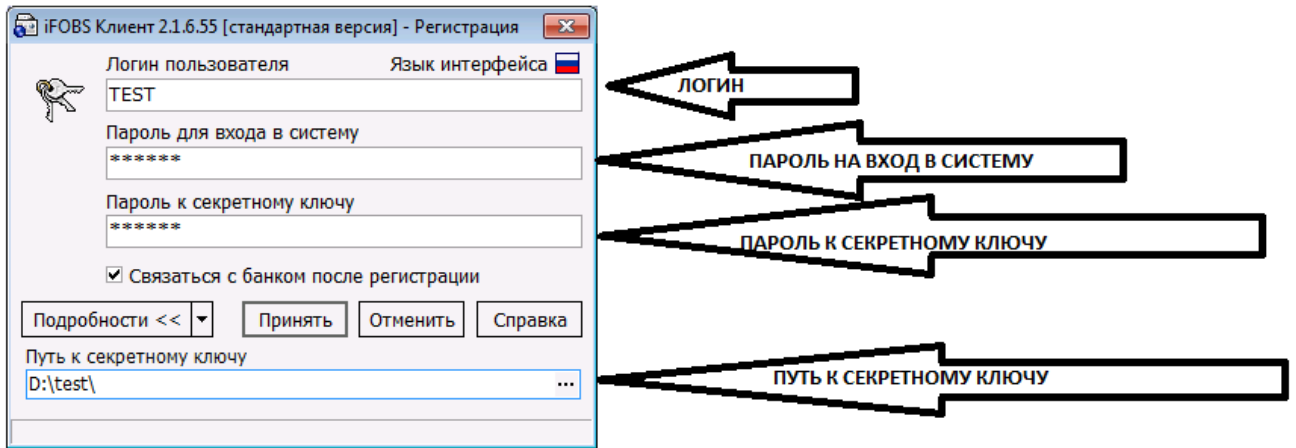 iFOBS Клиент 2.1.6.55 [стандартная версия] - Регистрация
Логин пользователя Язык интерфейса
TEST
ЛОГИН
Пароль для входа в систему
******
ПАРОЛЬ НА ВХОД В СИСТЕМУ
Пароль к секретному ключу
******
ПАРОЛЬ К СЕКРЕТНОМУ КЛЮЧУ
Связаться с банком после регистрации
Подробности << Принять Отменить Справка
Путь к секретному ключу
D:\test\ ...
ПУТЬ К СЕКРЕТНОМУ КЛЮЧУ